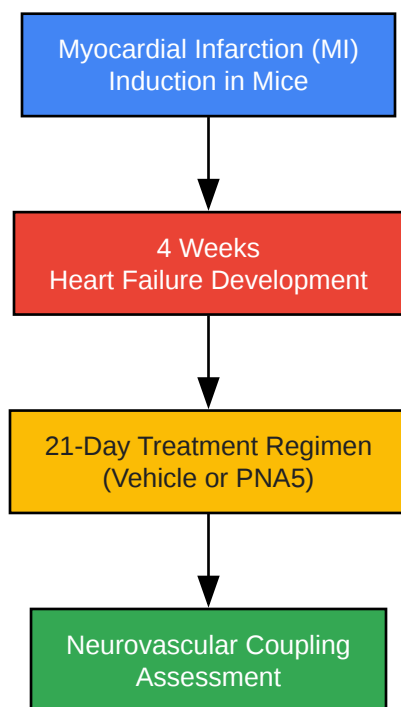 Myocardial Infarction (MI)
Induction in Mice
4 Weeks
Heart Failure Development
21-Day Treatment Regimen
(Vehicle or PNA5)
Neurovascular Coupling
Assessment